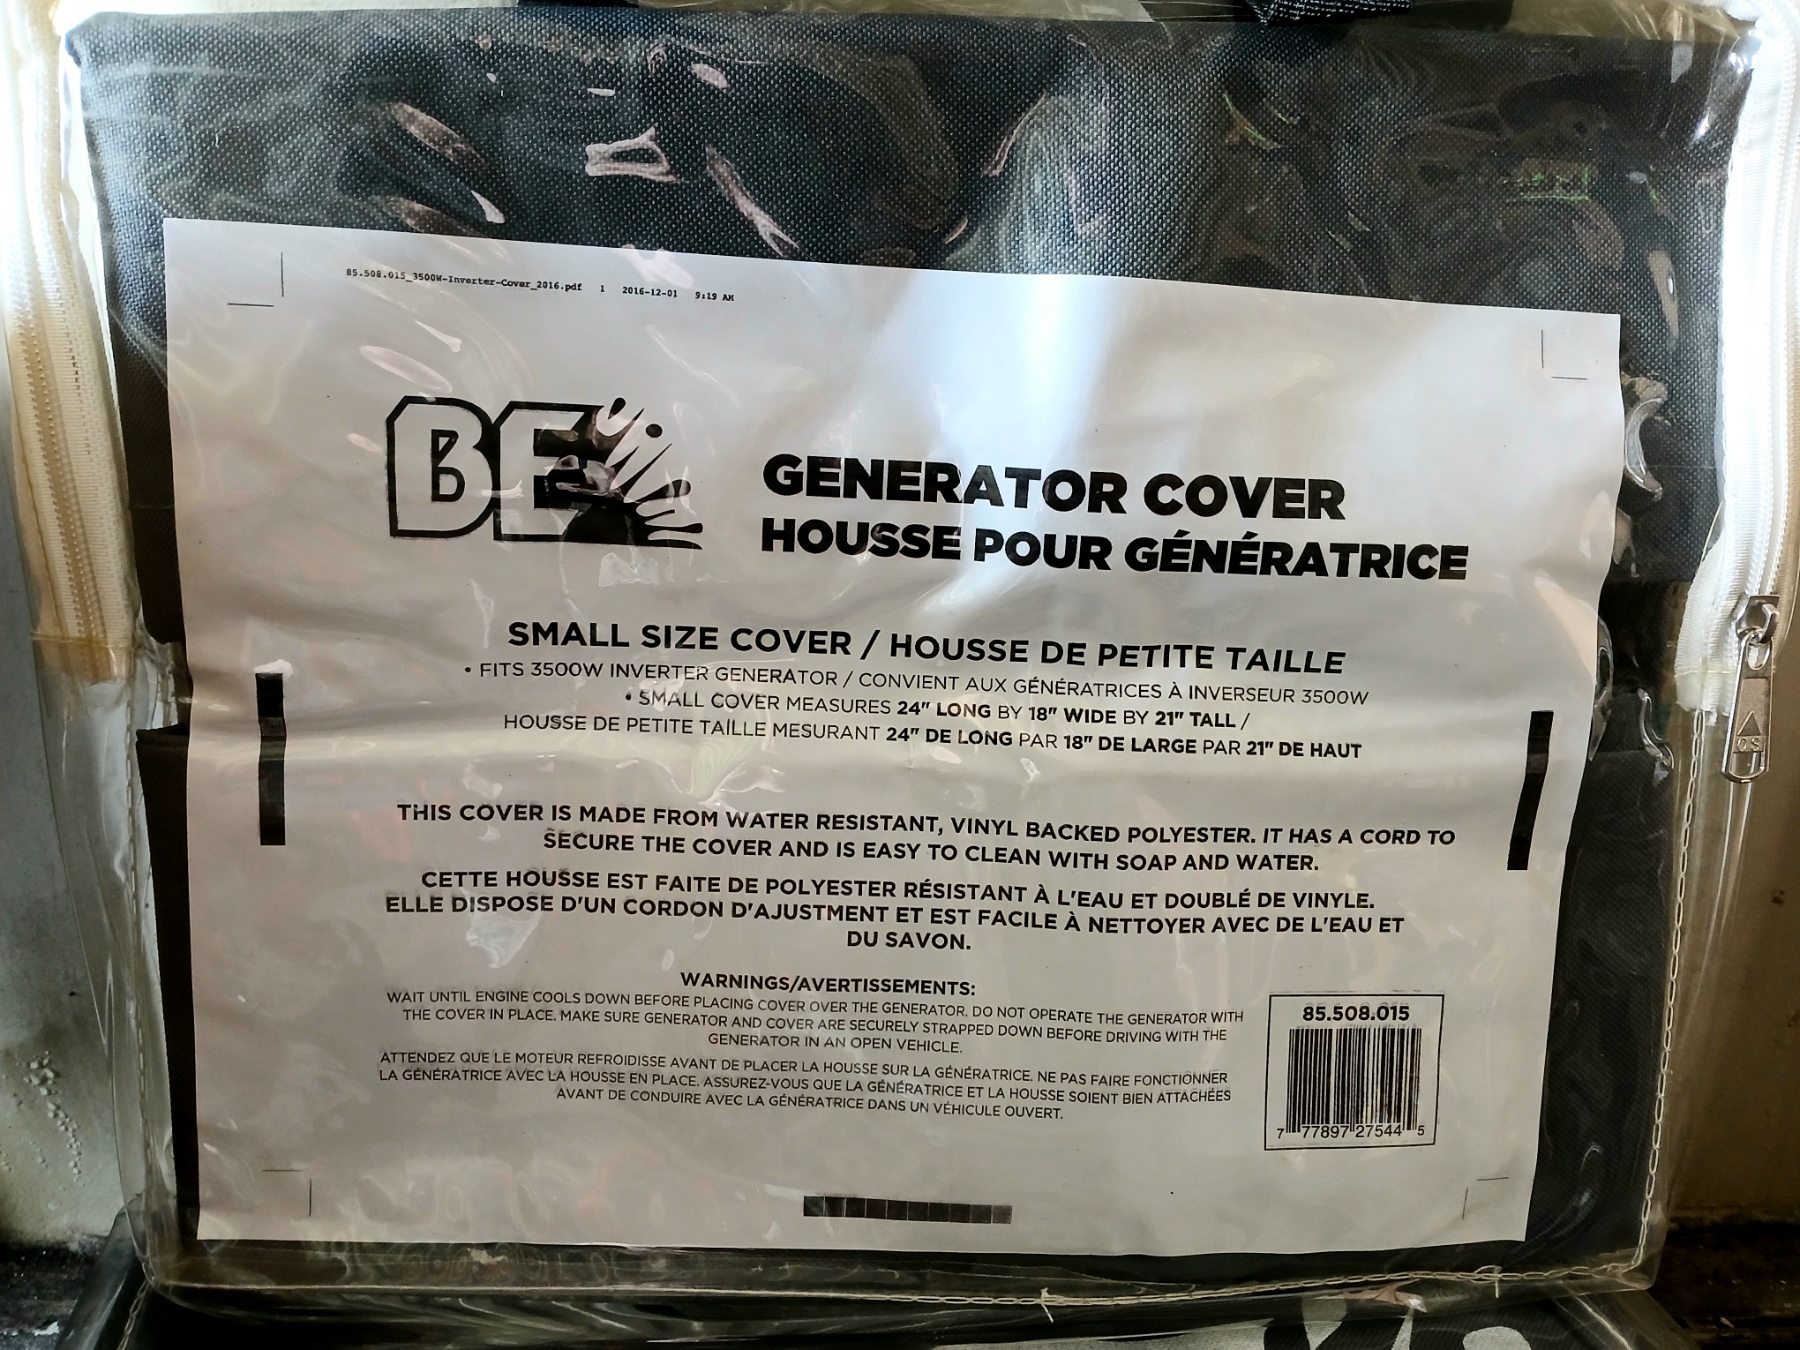 85.508.015_3500W-Inverter-Cover_2016.pdf 1 2016-12-01 9:19 AM
BE
GENERATOR COVER
HOUSSE POUR GÉNÉRATRICE
SMALL SIZE COVER / HOUSSE DE PETITE TAILLE
• FITS 3500W INVERTER GENERATOR / CONVIENT AUX GÉNÉRATRICES À INVERSEUR 3500W
• SMALL COVER MEASURES 24" LONG BY 18" WIDE BY 21" TALL /
HOUSSE DE PETITE TAILLE MESURANT 24" DE LONG PAR 18" DE LARGE PAR 21" DE HAUT
THIS COVER IS MADE FROM WATER RESISTANT, VINYL BACKED POLYESTER. IT HAS A CORD TO
SECURE THE COVER AND IS EASY TO CLEAN WITH SOAP AND WATER.
CETTE HOUSSE EST FAITE DE POLYESTER RÉSISTANT À L'EAU ET DOUBLÉ DE VINYLE.
ELLE DISPOSE D'UN CORDON D'AJUSTMENT ET EST FACILE À NETTOYER AVEC DE L'EAU ET
DU SAVON.
WARNINGS/AVERTISSEMENTS:
WAIT UNTIL ENGINE COOLS DOWN BEFORE PLACING COVER OVER THE GENERATOR. DO NOT OPERATE THE GENERATOR WITH
THE COVER IN PLACE. MAKE SURE GENERATOR AND COVER ARE SECURELY STRAPPED DOWN BEFORE DRIVING WITH THE
GENERATOR IN AN OPEN VEHICLE.
ATTENDEZ QUE LE MOTEUR REFROIDISSE AVANT DE PLACER LA HOUSSE SUR LA GÉNÉRATRICE. NE PAS FAIRE FONCTIONNER
LA GÉNÉRATRICE AVEC LA HOUSSE EN PLACE. ASSUREZ-VOUS QUE LA GÉNÉRATRICE ET LA HOUSSE SOIENT BIEN ATTACHÉES
AVANT DE CONDUIRE AVEC LA GÉNÉRATRICE DANS UN VÉHICULE OUVERT.
85.508.015
7 77897 27544 5